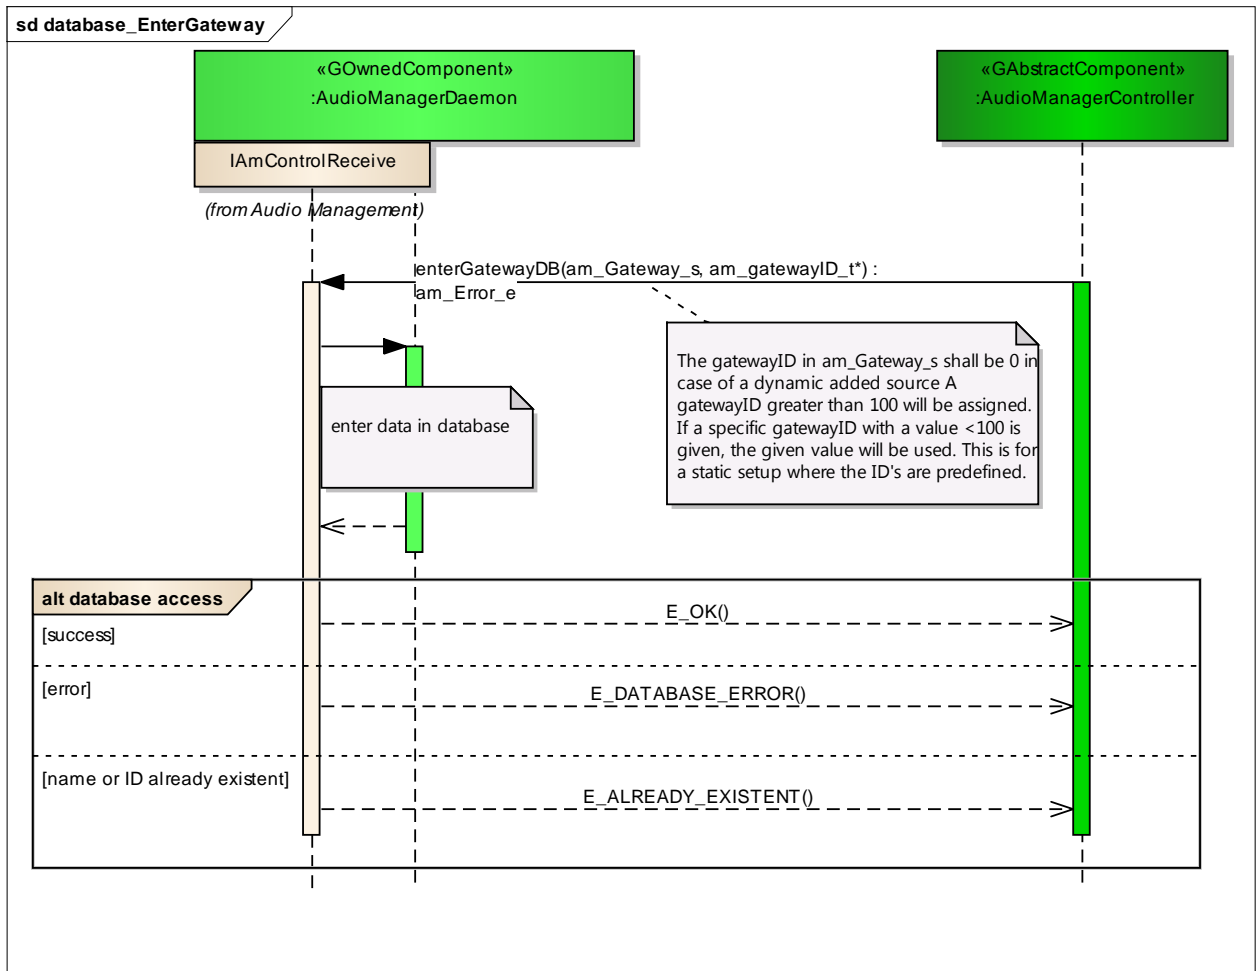 sd database_EnterGateway
«GOwnedComponent»
:AudioManagerDaemon
«GAbstractComponent»
:AudioManagerController
IAmControlReceive
(from Audio Management)
enterGatewayDB(am_Gateway_s, am_gatewayID_t*) :
am_Error_e
The gatewayID in am_Gateway_s shall be 0 in
case of a dynamic added source A
gatewayID greater than 100 will be assigned.
If a specific gatewayID with a value <100 is
given, the given value will be used. This is for
a static setup where the ID's are predefined.
enter data in database
alt database access
E_OK()
[success]
[error]
E_DATABASE_ERROR()
[name or ID already existent]
E_ALREADY_EXISTENT()